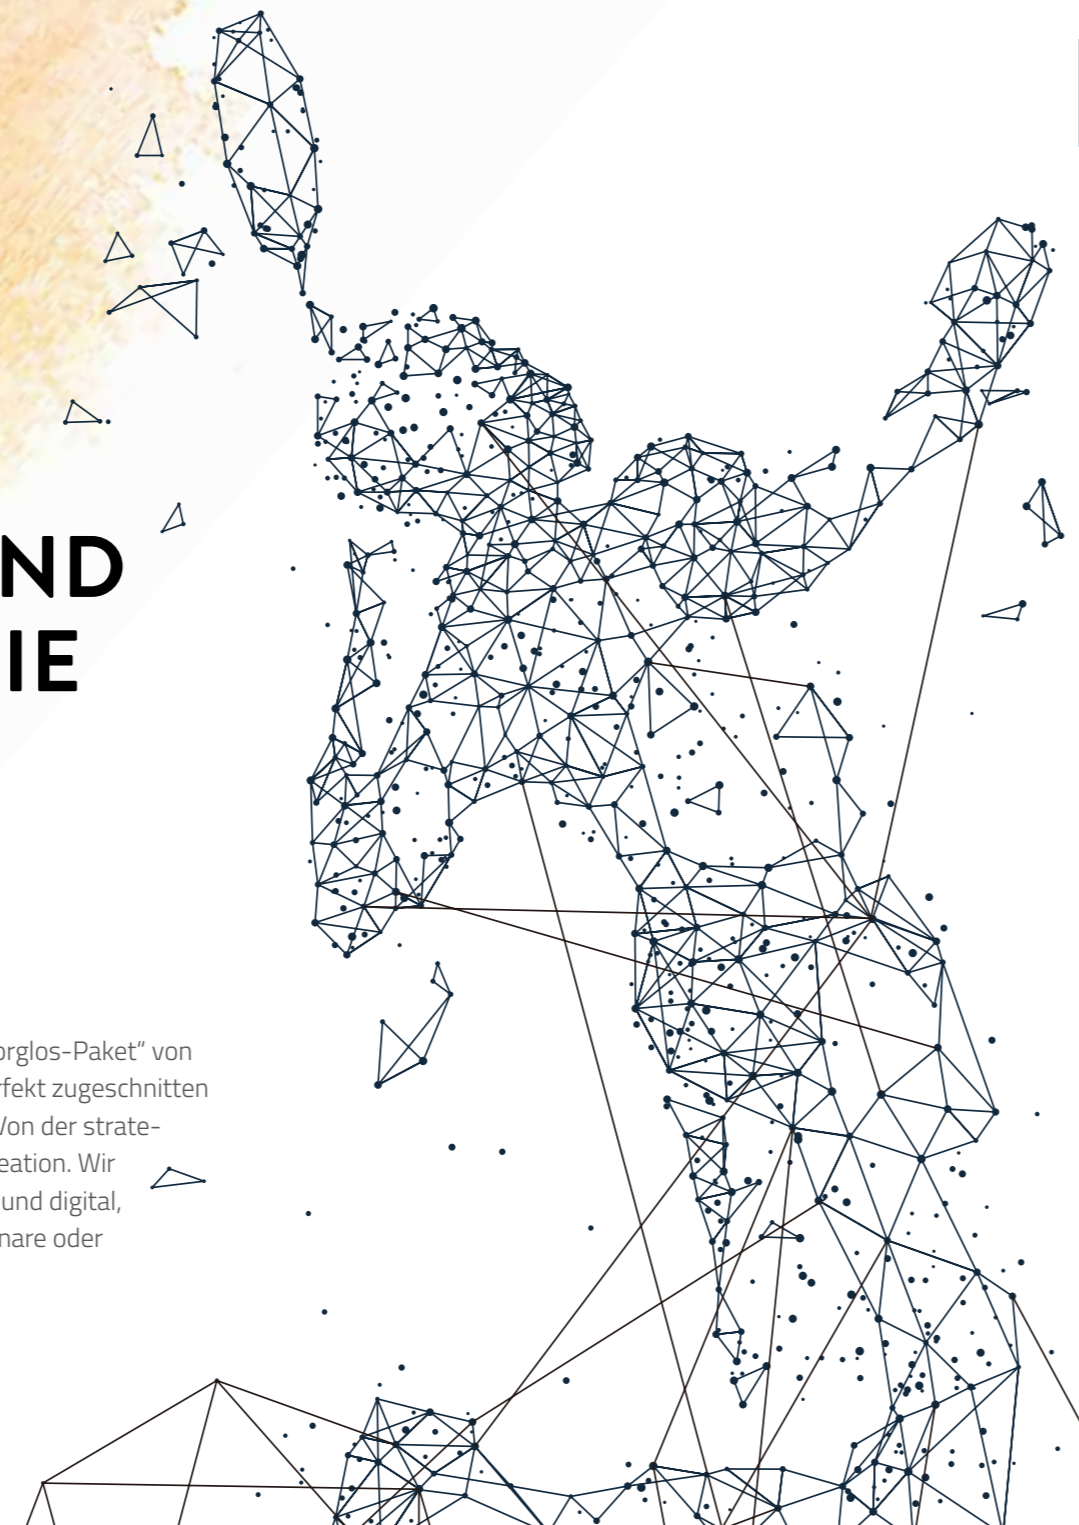 ND
IE
orglos-Paket“ von
rfekt zugeschnitten
Von der strate-
eation. Wir
und digital,
nare oder